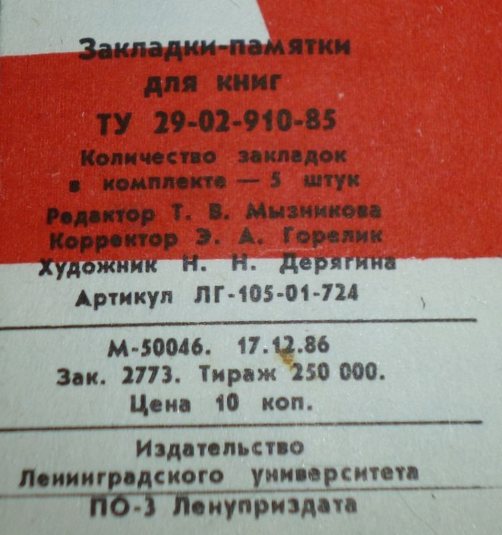 Закладки-памятки
для книг
ТУ 29-02-910-85
Количество закладок
в комплекте — 5 штук
Редактор Т. В. Мызникова
Корректор Э. А. Горелик
Художник Н. Н. Дерягина
Артикул ЛГ-105-01-724
М-50046. 17.12.86
Зак. 2773. Тираж 250 000.
Цена 10 коп.
Издательство
Ленинградского университета
ПО-3 Ленуприздата